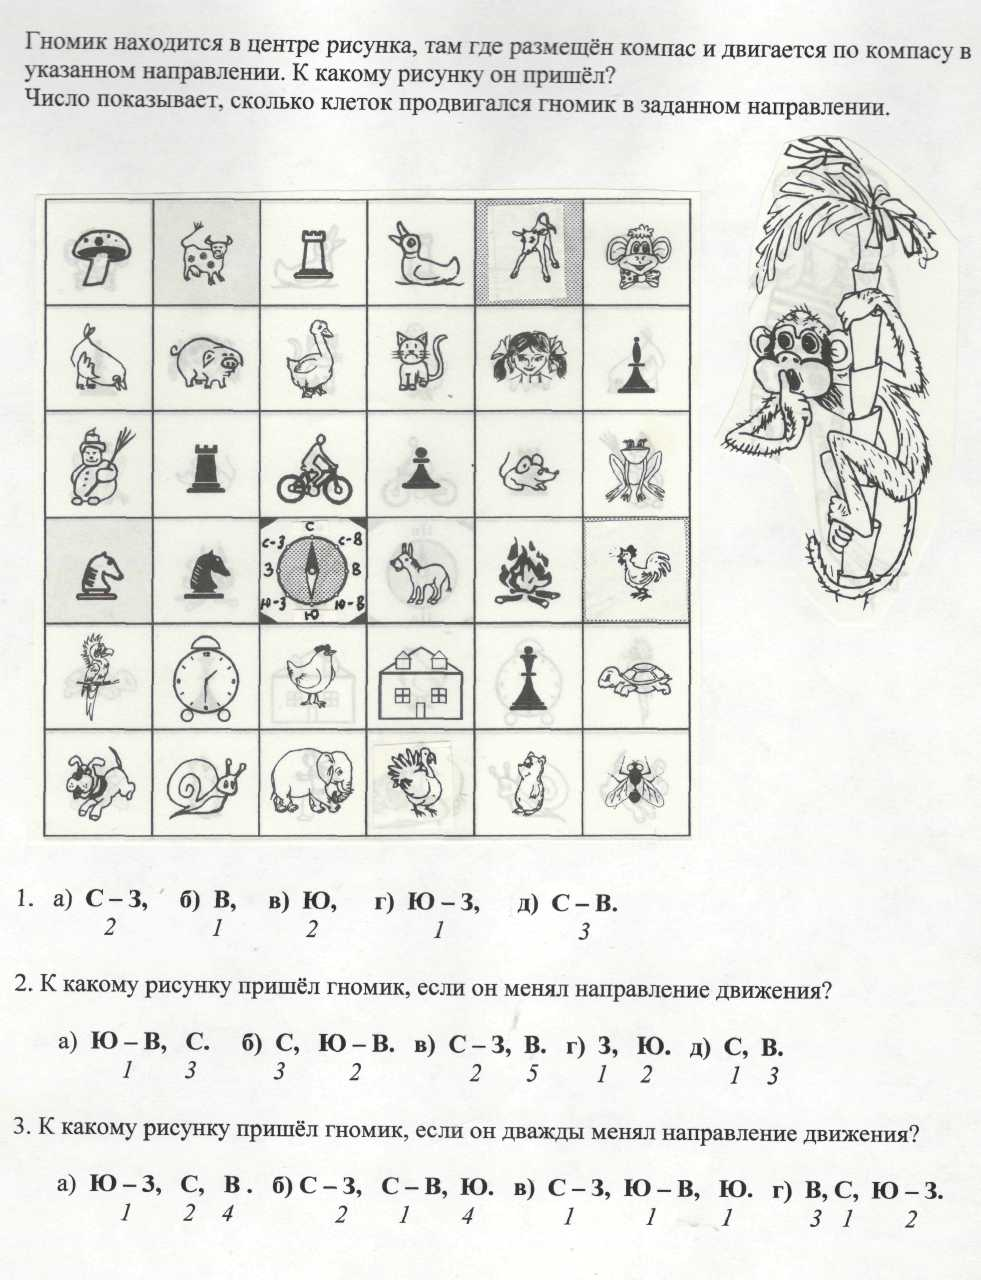 Гномик находится в центре рисунка, там где размещён компас и двигается по компасу в
указанном направлении. К какому рисунку он пришёл?
Число показывает, сколько клеток продвигался гномик в заданном направлении.
С
С-З С-В
З В
Ю-З Ю-В
Ю
1. а) С – З, б) В, в) Ю, г) Ю – З, д) С – В.
2 1 2 1 3
2. К какому рисунку пришёл гномик, если он менял направление движения?
а) Ю – В, С. б) С, Ю – В. в) С – З, В. г) З, Ю. д) С, В.
1 3 3 2 2 5 1 2 1 3
3. К какому рисунку пришёл гномик, если он дважды менял направление движения?
а) Ю – З, С, В . б) С – З, С – В, Ю. в) С – З, Ю – В, Ю. г) В, С, Ю – З.
1 2 4 2 1 4 1 1 1 3 1 2